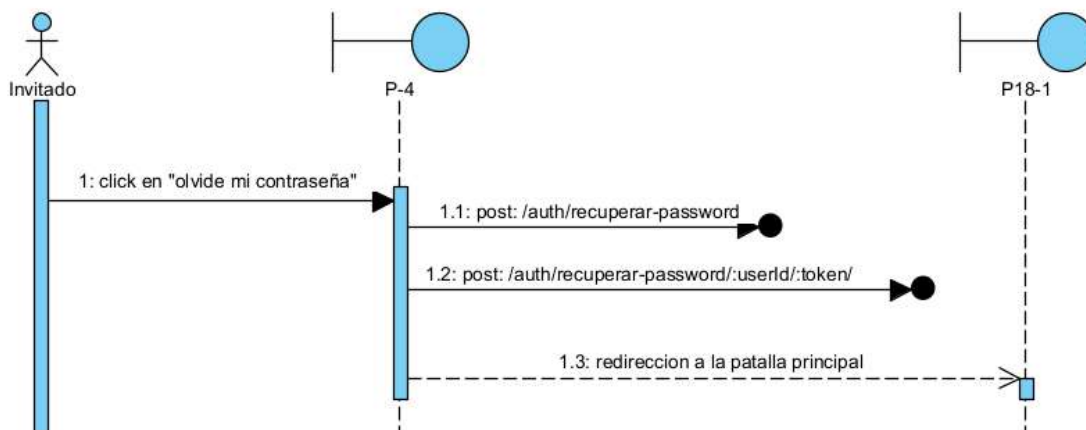 Invitado
P-4
P18-1
1: click en "olvide mi contraseña"
1.1: post: /auth/recuperar-password
1.2: post: /auth/recuperar-password/:userId/:token/
1.3: redireccion a la patalla principal